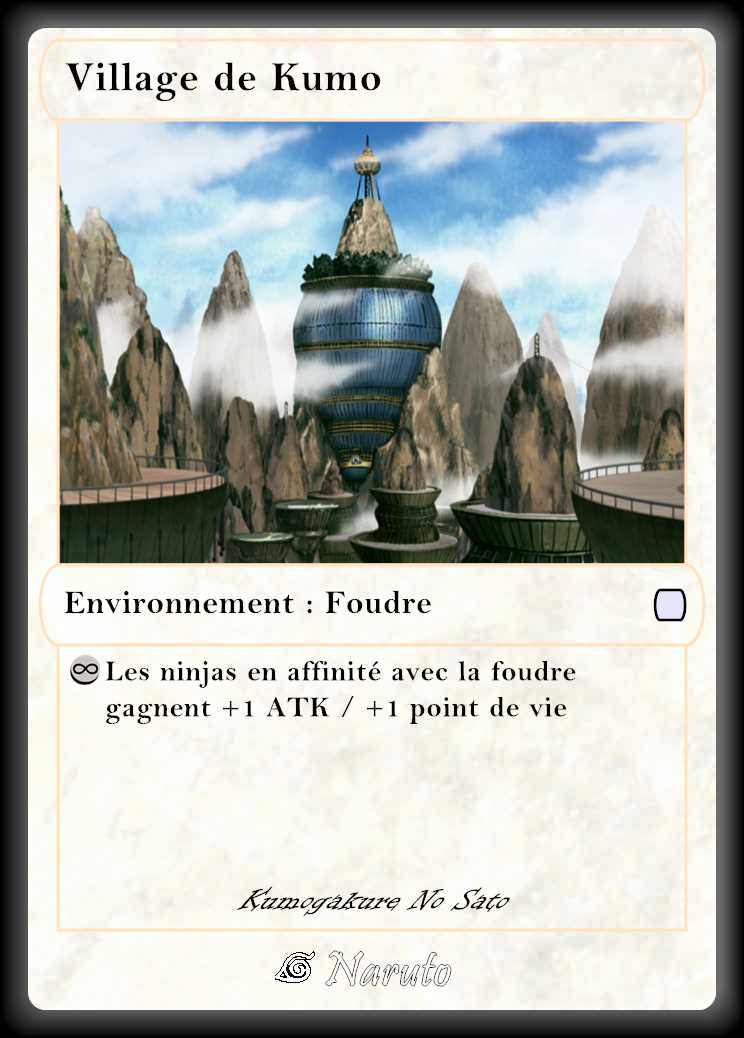 Village de Kumo
Environnement : Foudre
∞ Les ninjas en affinité avec la foudre
gagnent +1 ATK / +1 point de vie
Kumogakure No Sato
Naruto